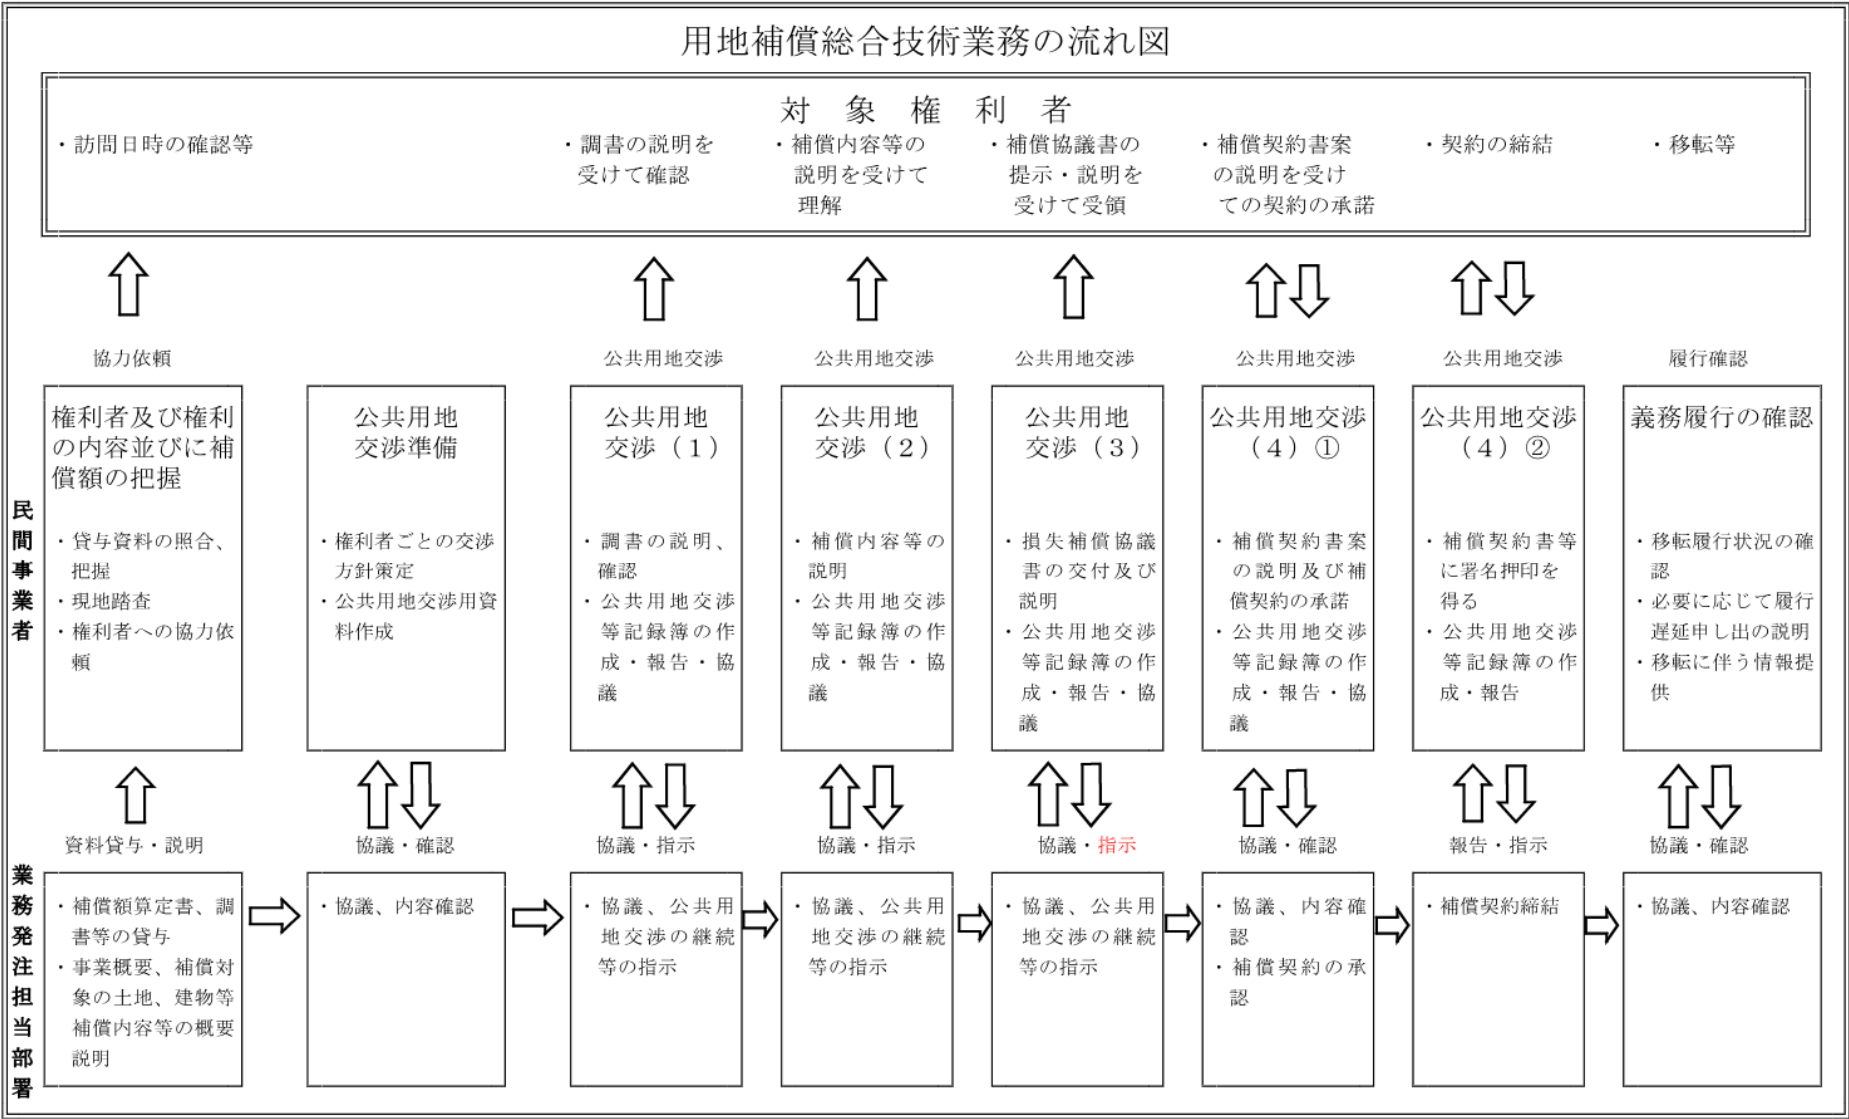 用地補償総合技術業務の流れ図
対象権利者
・訪問日時の確認等
・調書の説明を
受けて確認
・補償内容等の
説明を受けて
理解
・補償協議書の
提示・説明を
受けて受領
・補償契約書案
の説明を受け
ての契約の承諾
・契約の締結
・移転等
協力依頼
公共用地交渉
公共用地交渉
公共用地交渉
公共用地交渉
公共用地交渉
履行確認
民間事業者
権利者及び権利
の内容並びに補
償額の把握
・貸与資料の照合、
把握
・現地踏査
・権利者への協力依
頼
公共用地
交渉準備
・権利者ごとの交渉
方針策定
・公共用地交渉用資
料作成
公共用地
交渉（１）
・調書の説明、
確認
・公共用地交渉
等記録簿の作
成・報告・協
議
公共用地
交渉（２）
・補償内容等の
説明
・公共用地交渉
等記録簿の作
成・報告・協
議
公共用地
交渉（３）
・損失補償協議
書の交付及び
説明
・公共用地交渉
等記録簿の作
成・報告・協
議
公共用地交渉
（４）①
・補償契約書案
の説明及び補
償契約の承諾
・公共用地交渉
等記録簿の作
成・報告・協
議
公共用地交渉
（４）②
・補償契約書等
に署名押印を
得る
・公共用地交渉
等記録簿の作
成・報告
義務履行の確認
・移転履行状況の確
認
・必要に応じて履行
遅延申し出の説明
・移転に伴う情報提
供
資料貸与・説明
協議・確認
協議・指示
協議・指示
協議・指示
協議・確認
報告・指示
協議・確認
業務発注担当部署
・補償額算定書、調
書等の貸与
・事業概要、補償対
象の土地、建物等
補償内容等の概要
説明
・協議、内容確認
・協議、公共用
地交渉の継続
等の指示
・協議、公共用
地交渉の継続
等の指示
・協議、公共用
地交渉の継続
等の指示
・協議、内容確
認
・補償契約の承
認
・補償契約締結
・協議、内容確認